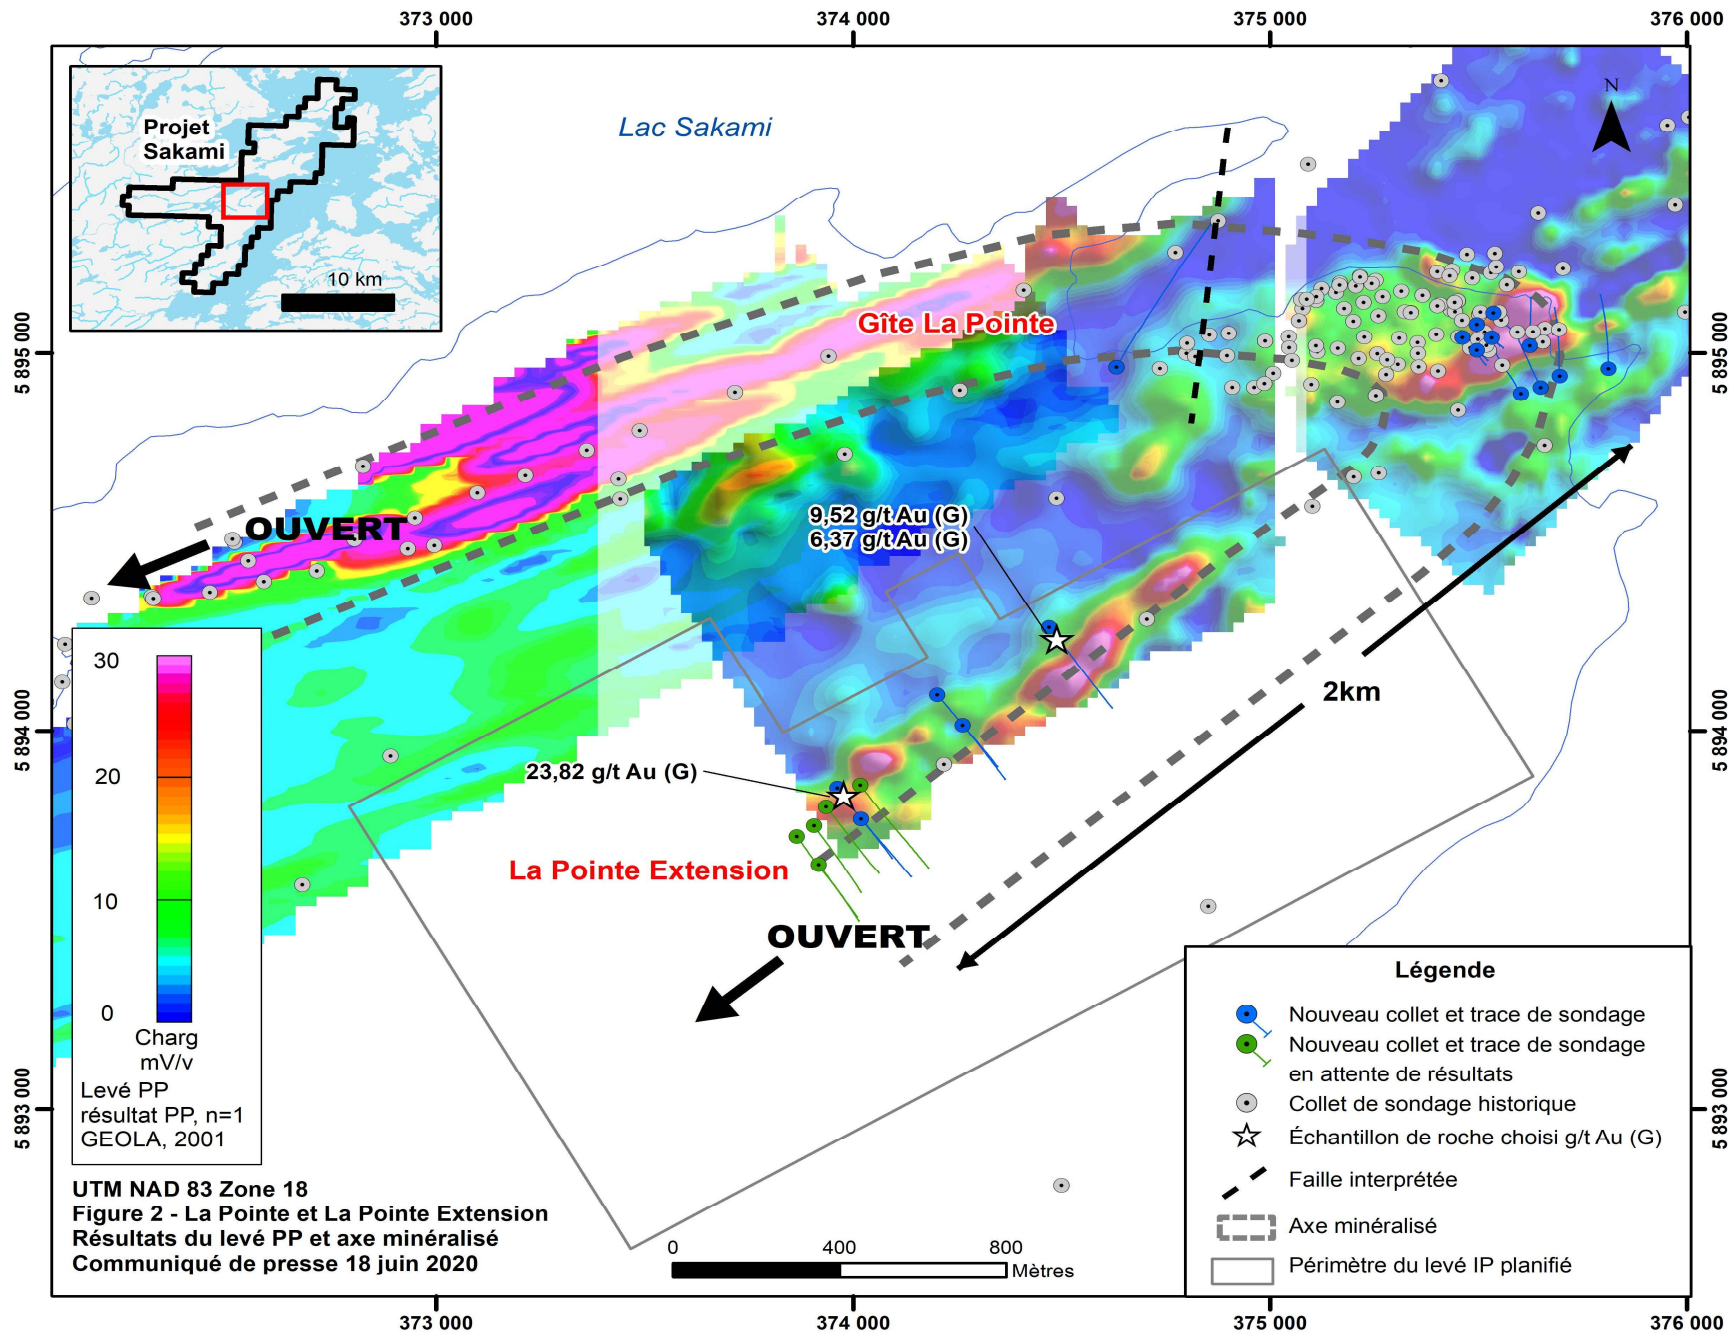 373 000
374 000
375 000
376 000
Projet
Sakami
10 km
Lac Sakami
N
5 895 000
5 895 000
Gîte La Pointe
OUVERT
9,52 g/t Au (G)
6,37 g/t Au (G)
5 894 000
5 894 000
2km
23,82 g/t Au (G)
La Pointe Extension
OUVERT
30
20
10
0
Charg
mV/v
Levé PP
résultat PP, n=1
GEOLA, 2001
5 893 000
5 893 000
Légende
Nouveau collet et trace de sondage
Nouveau collet et trace de sondage
en attente de résultats
Collet de sondage historique
Échantillon de roche choisi g/t Au (G)
Faille interprétée
Axe minéralisé
Périmètre du levé IP planifié
UTM NAD 83 Zone 18
Figure 2 - La Pointe et La Pointe Extension
Résultats du levé PP et axe minéralisé
Communiqué de presse 18 juin 2020
0 400 800
Mètres
373 000
374 000
375 000
376 000